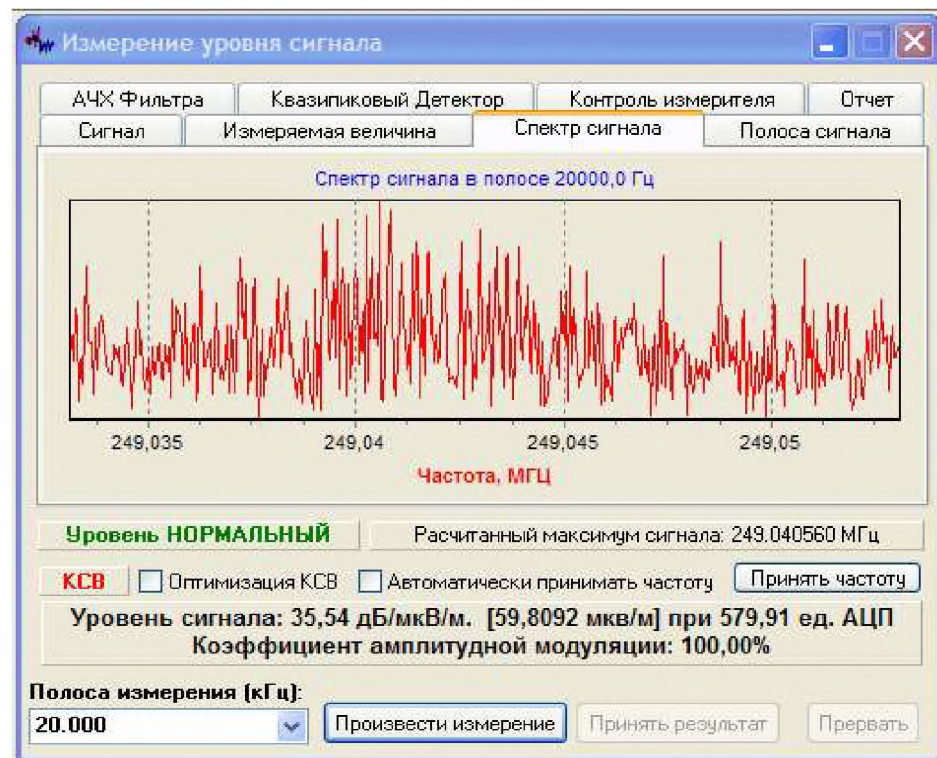 Измерение уровня сигнала
АЧХ Фильтра Квазипиковый Детектор Контроль измерителя Отчет
Сигнал Измеряемая величина Спектр сигнала Полоса сигнала
Спектр сигнала в полосе 20000,0 Гц
249,035 249,04 249,045 249,05
Частота, МГЦ
Уровень НОРМАЛЬНЫЙ Расчитанный максимум сигнала: 249.040560 МГц
КСВ Оптимизация КСВ Автоматически принимать частоту Принять частоту
Уровень сигнала: 35,54 дБ/мкВ/м. [59,8092 мкв/м] при 579,91 ед. АЦП
Коэффициент амплитудной модуляции: 100,00%
Полоса измерения (кГц):
20.000 Произвести измерение Принять результат Прервать